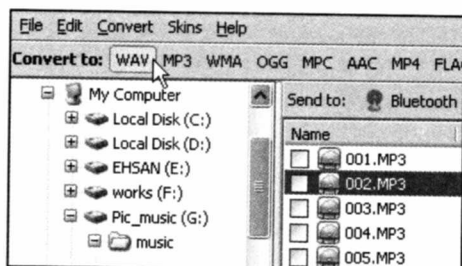 File Edit Convert Skins Help
Convert to: WAV MP3 WMA OGG MPC AAC MP4 FLA
My Computer
Local Disk (C:)
Local Disk (D:)
EHSAN (E:)
works (F:)
Pic_music (G:)
music
Send to: Bluetooth
Name
001.MP3
002.MP3
003.MP3
004.MP3
005.MP3